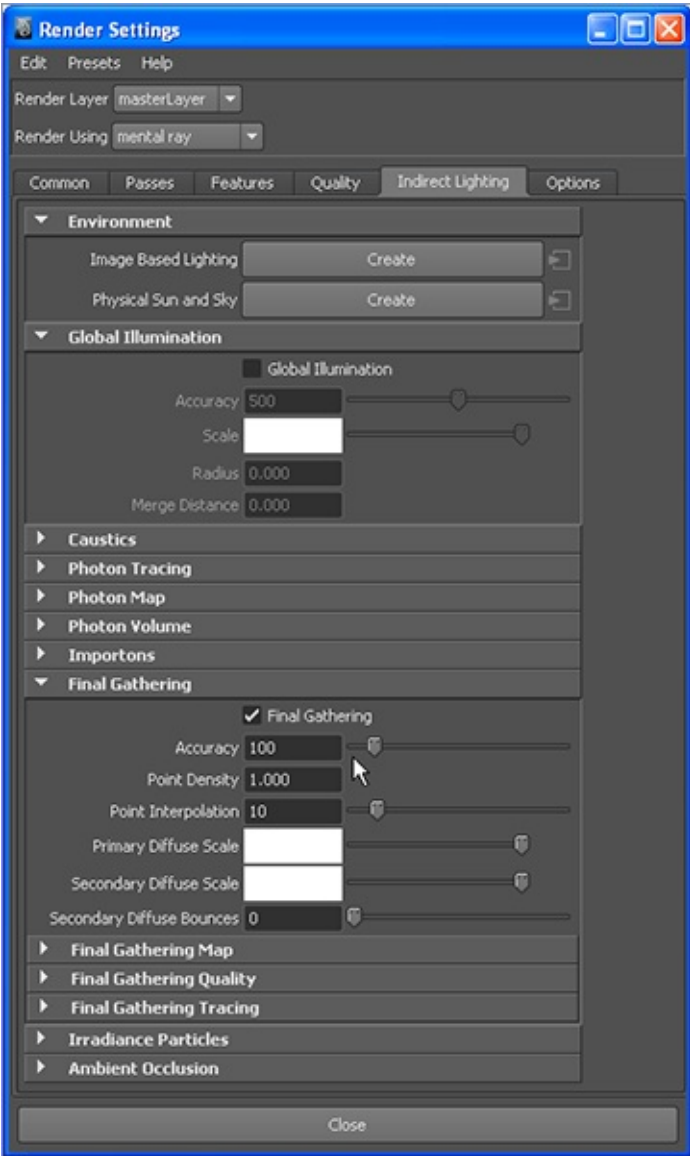 Render Settings
Edit Presets Help
Render Layer masterLayer
Render Using mental ray
Common Passes Features Quality Indirect Lighting Options
Environment
Image Based Lighting Create
Physical Sun and Sky Create
Global Illumination
Global Illumination
Accuracy 500
Scale
Radius 0.000
Merge Distance 0.000
Caustics
Photon Tracing
Photon Map
Photon Volume
Importons
Final Gathering
Final Gathering
Accuracy 100
Point Density 1.000
Point Interpolation 10
Primary Diffuse Scale
Secondary Diffuse Scale
Secondary Diffuse Bounces 0
Final Gathering Map
Final Gathering Quality
Final Gathering Tracing
Irradiance Particles
Ambient Occlusion
Close